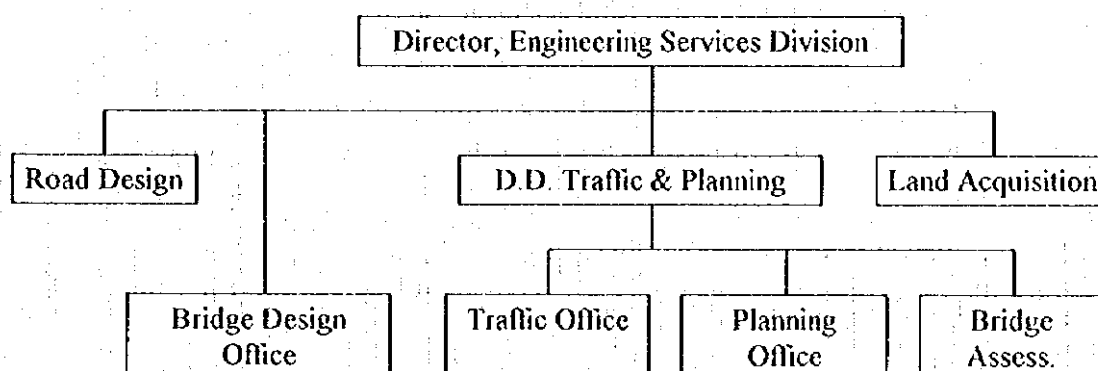 Director, Engineering Services Division
Road Design
D.D. Traffic & Planning
Land Acquisition
Bridge Design
Office
Traffic Office
Planning
Office
Bridge
Assess.